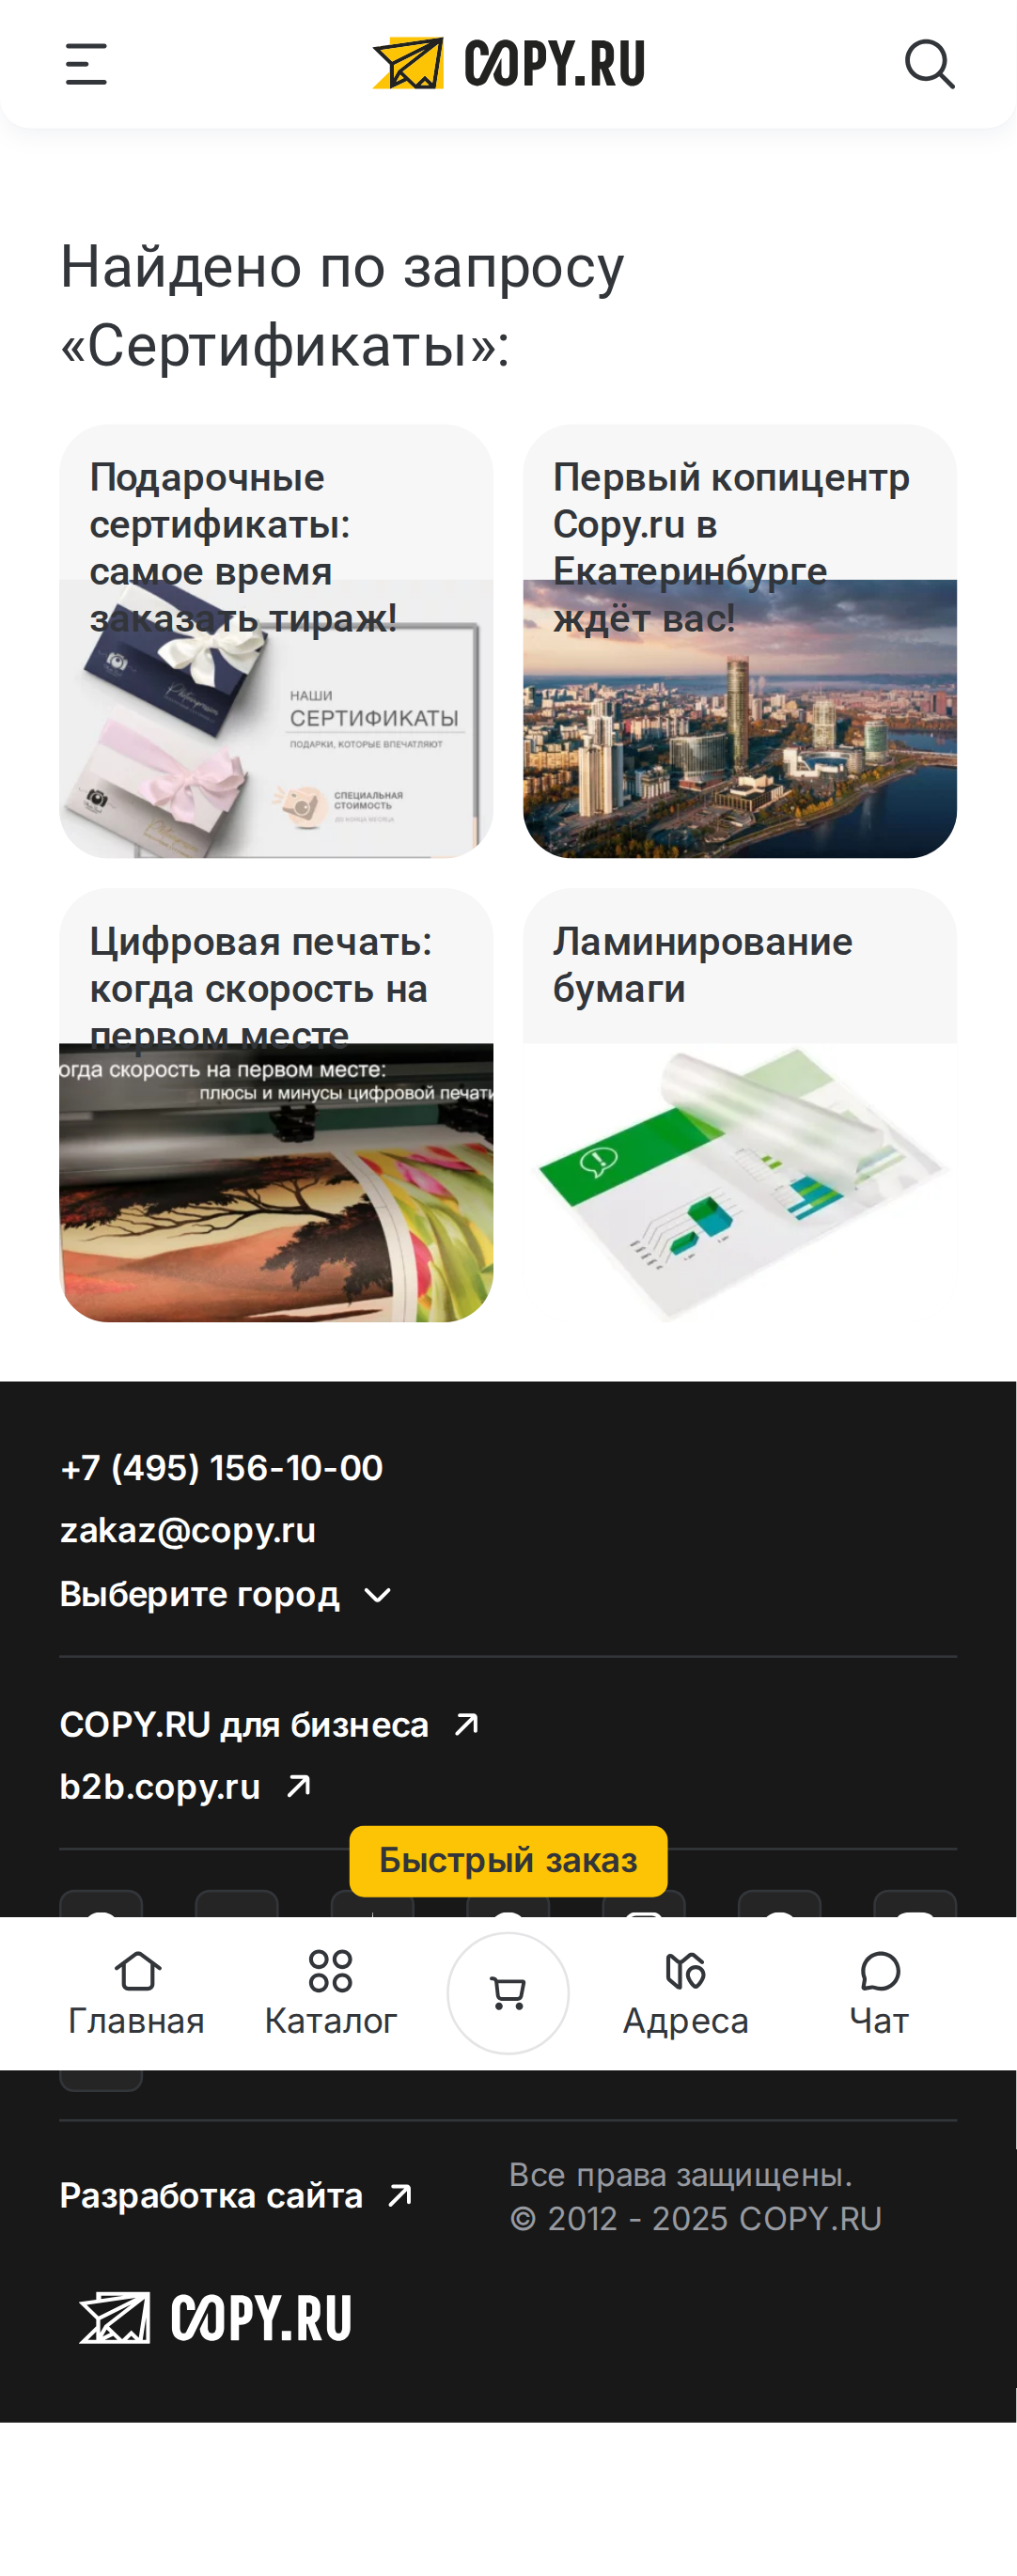 COPY.RU
Найдено по запросу
«Сертификаты»:
Подарочные
сертификаты:
самое время
заказать тираж!
НАШИ
СЕРТИФИКАТЫ
ПОДАРКИ, КОТОРЫЕ ВПЕЧАТЛЯЮТ
СПЕЦИАЛЬНАЯ
СТОИМОСТЬ
ДО КОНЦА МЕСЯЦА
Первый копицентр
Copy.ru в
Екатеринбурге
ждёт вас!
Цифровая печать:
когда скорость на
первом месте
огда скорость на первом месте:
плюсы и минусы цифровой печати
Ламинирование
бумаги
+7 (495) 156-10-00
zakaz@copy.ru
Выберите город
COPY.RU для бизнеса
b2b.copy.ru
Быстрый заказ
Главная
Каталог
Адреса
Чат
Разработка сайта
Все права защищены.
© 2012 - 2025 COPY.RU
COPY.RU